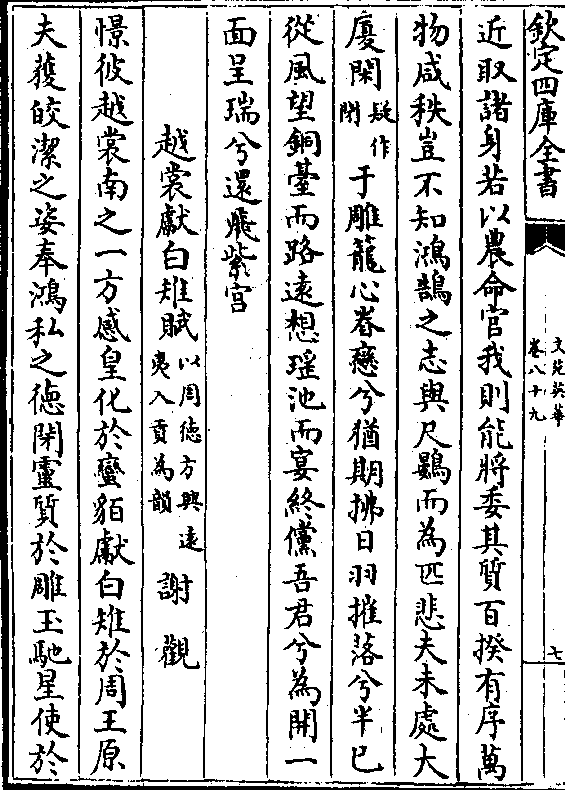 欽定四庫全書
文苑英華
卷八十九
七
近取諸身若以農命官我則能將委其質百揆有序萬
物咸秩豈不知鴻鵠之志與尺鷃而為匹悲夫未處大
廈閑疑作閉于雕籠心眷戀兮猶期拂日羽摧落兮半已
從風望銅臺而路遠想瑤池而宴終儻吾君兮為開一
面呈瑞兮還飛紫宮
越裳獻白雉賦以周德方興遠夷入貢為韻 謝觀
憬彼越裳南之一方感皇化於蠻貊獻白雉於周王原
夫獲皎潔之姿奉鴻私之德閉靈質於雕玉馳星使於